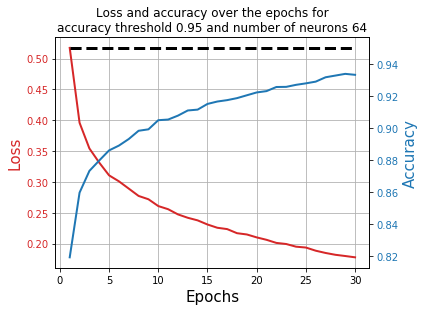 Loss and accuracy over the epochs for
accuracy threshold 0.95 and number of neurons 64
Loss
0.50
0.45
0.40
0.35
0.30
0.25
0.20
0.94
0.92
0.90
0.88
0.86
0.84
0.82
Accuracy
0 5 10 15 20 25 30
Epochs